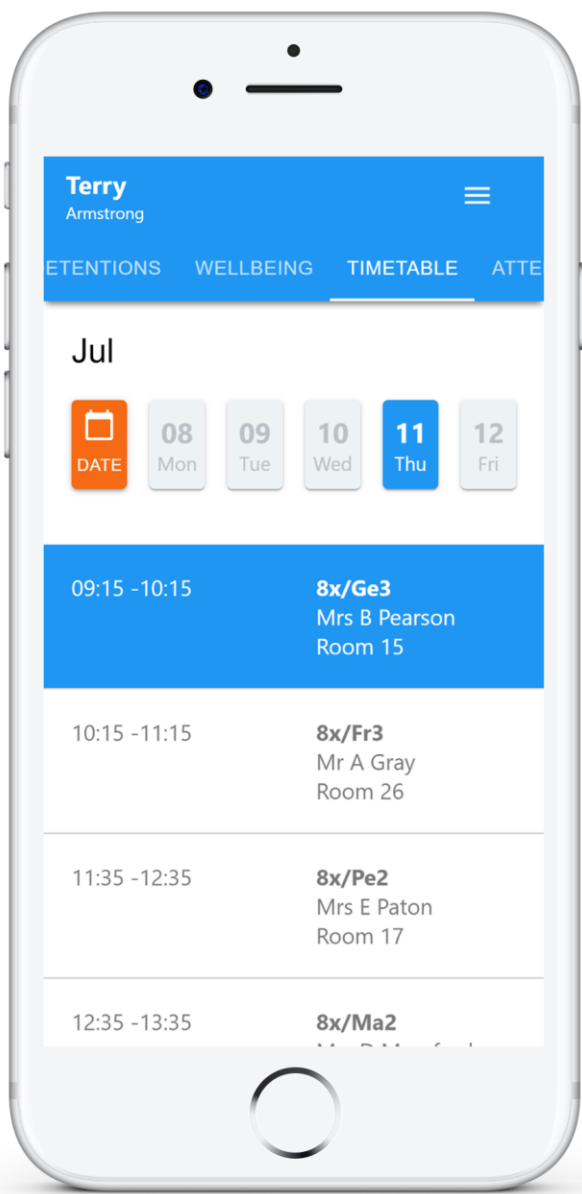 Terry
Armstrong
ETENTIONS WELLBEING TIMETABLE ATTE
Jul
DATE 08 09 10 11 12
Mon Tue Wed Thu Fri
09:15 -10:15 8x/Ge3
Mrs B Pearson
Room 15
10:15 -11:15 8x/Fr3
Mr A Gray
Room 26
11:35 -12:35 8x/Pe2
Mrs E Paton
Room 17
12:35 -13:35 8x/Ma2